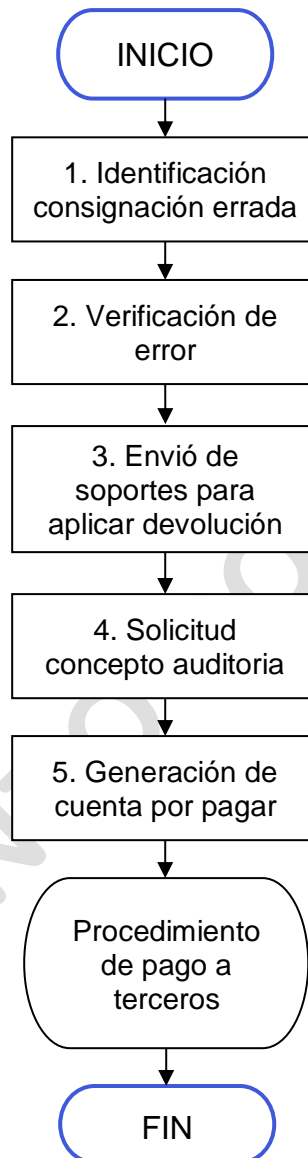 INICIO
1. Identificación
consignación errada
2. Verificación de
error
3. Envió de
soportes para
aplicar devolución
4. Solicitud
concepto auditoria
5. Generación de
cuenta por pagar
Procedimiento
de pago a
terceros
FIN